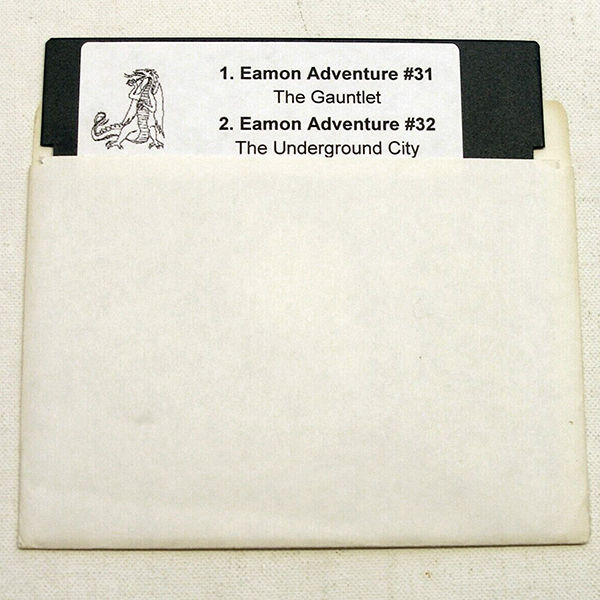 1. Eamon Adventure #31
The Gauntlet
2. Eamon Adventure #32
The Underground City